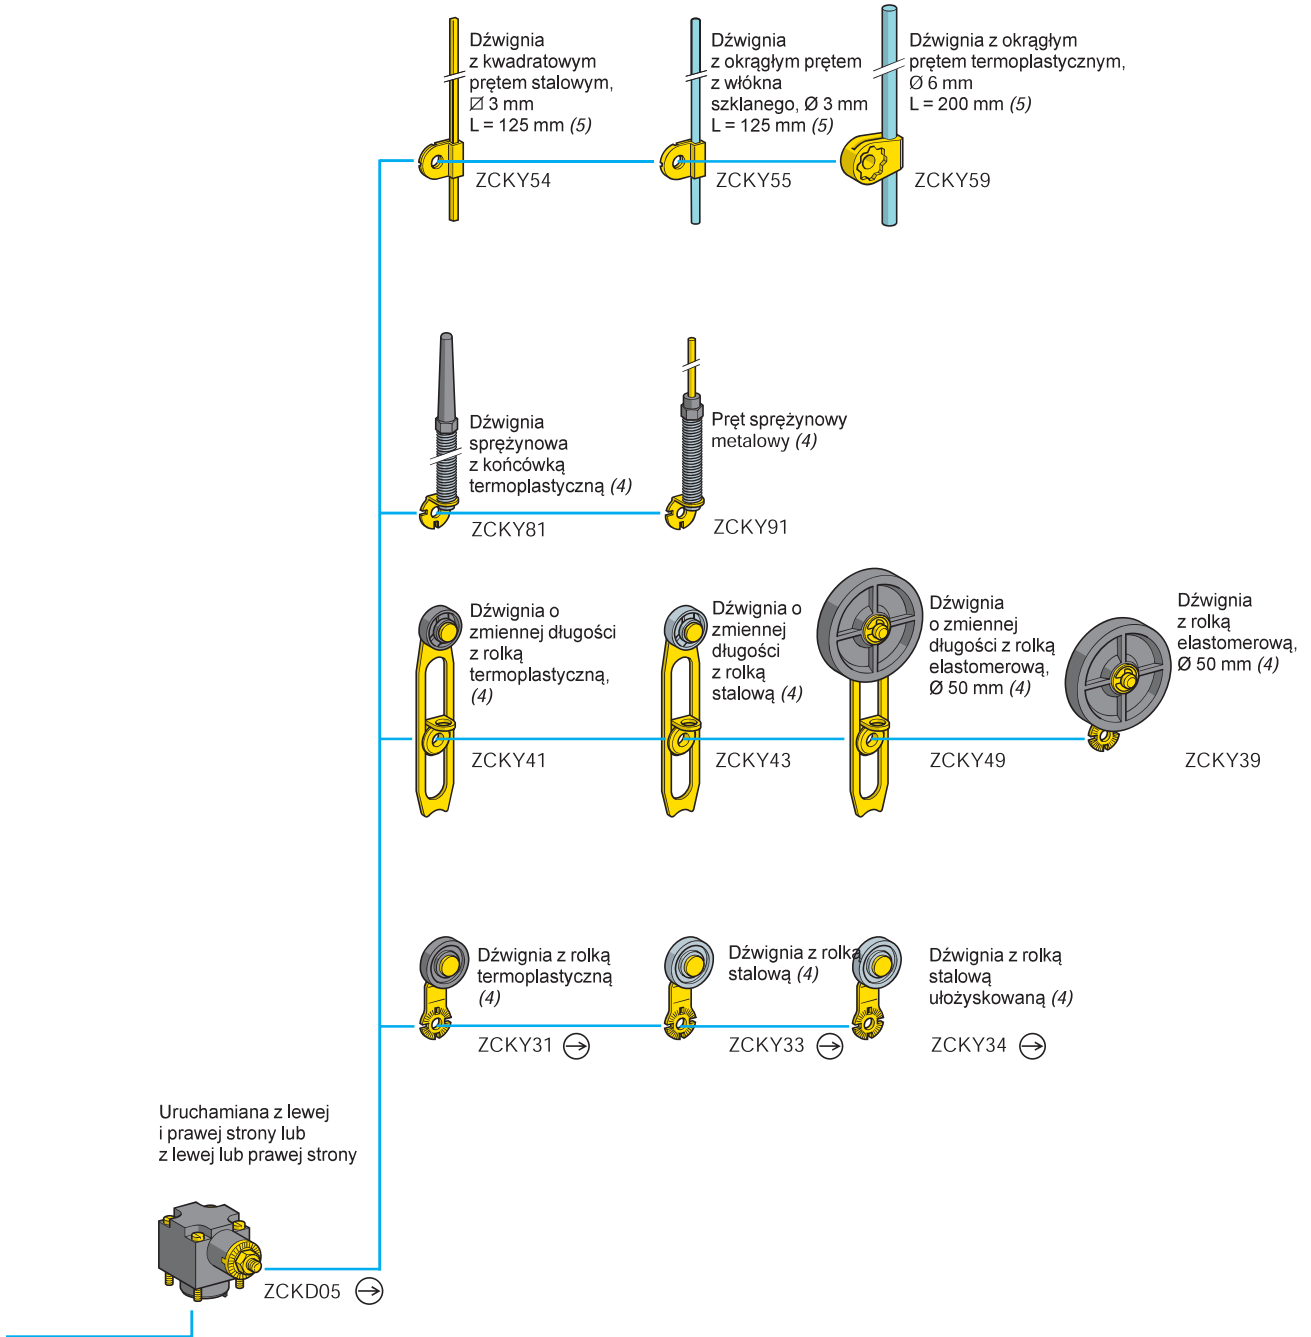 Dźwignia
z kwadratowym
prętem stalowym,
⌀ 3 mm
L = 125 mm (5)
ZCKY54
Dźwignia
z okrągłym prętem
z włókna
szklanego, Ø 3 mm
L = 125 mm (5)
ZCKY55
Dźwignia z okrągłym
prętem termoplastycznym,
Ø 6 mm
L = 200 mm (5)
ZCKY59
Dźwignia
sprężynowa
z końcówką
termoplastyczną (4)
ZCKY81
Pręt sprężynowy
metalowy (4)
ZCKY91
Dźwignia o
zmiennej długości
z rolką
termoplastyczną,
(4)
ZCKY41
Dźwignia o
zmiennej
długości
z rolką
stalową (4)
ZCKY43
Dźwignia
o zmiennej
długości z rolką
elastomerową,
Ø 50 mm (4)
ZCKY49
Dźwignia
z rolką
elastomerową,
Ø 50 mm (4)
ZCKY39
Dźwignia z rolką
termoplastyczną
(4)
ZCKY31
Dźwignia z rolką
stalową (4)
ZCKY33
Dźwignia z rolką
stalową
ułożyskowaną (4)
ZCKY34
Uruchamiana z lewej
i prawej strony lub
z lewej lub prawej strony
ZCKD05